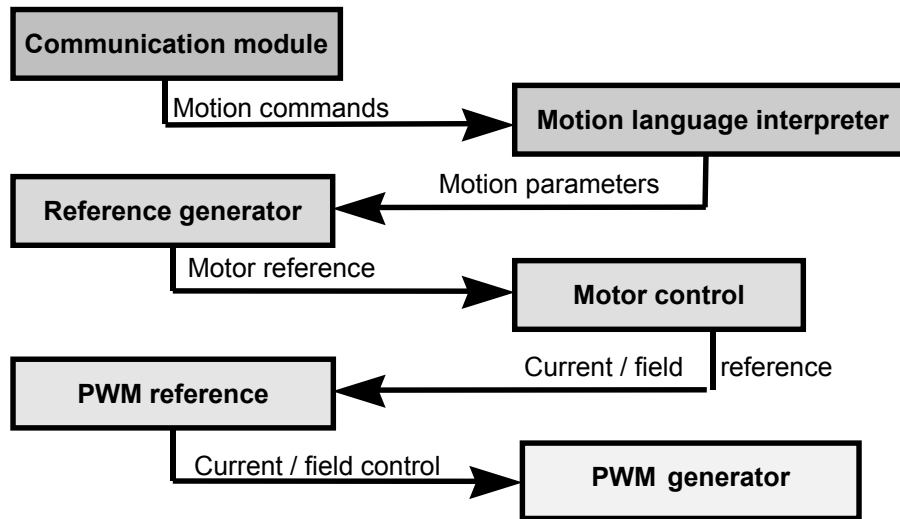 Communication module
Motion commands
Motion language interpreter
Motion parameters
Reference generator
Motor reference
Motor control
Current / field reference
PWM reference
Current / field control
PWM generator